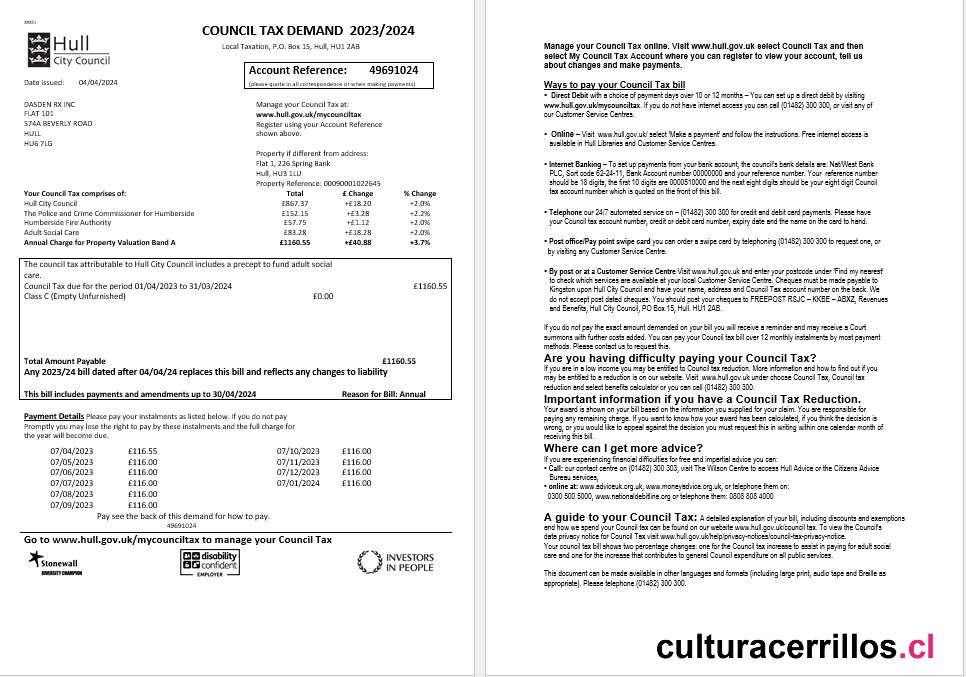 COUNCIL TAX DEMAND 2023/2024
Local Taxation, P.O. Box 15, Hull, HU1 2AB
Hull
City Council
Account Reference: 49691024
(please quote in all correspondence or when making payments)
Date Issued: 04/04/2024
DASDEN RX INC
FLAT 101
574A BEVERLY ROAD
HULL
HU6 7LG
Manage your Council Tax at:
www.hull.gov.uk/mycounciltax
Register using your Account Reference
shown above.
Property if different from address:
Flat 1, 226 Spring Bank
Hull, HU3 1LU
Property Reference: 00090001022645
Your Council Tax comprises of: Total £ Change % Change
Hull City Council £867.37 +£18.20 +2.0%
The Police and Crime Commissioner for Humberside £152.15 +£3.28 +2.2%
Humberside Fire Authority £57.75 +£1.12 +2.0%
Adult Social Care £83.28 +£18.28 +2.0%
Annual Charge for Property Valuation Band A £1160.55 +£40.88 +3.7%
The council tax attributable to Hull City Council includes a precept to fund adult social
care.
Council Tax due for the period 01/04/2023 to 31/03/2024 £1160.55
Class C (Empty Unfurnished) £0.00
Total Amount Payable £1160.55
Any 2023/24 bill dated after 04/04/24 replaces this bill and reflects any changes to liability
This bill includes payments and amendments up to 30/04/2024 Reason for Bill: Annual
Payment Details Please pay your instalments as listed below. If you do not pay
Promptly you may lose the right to pay by these instalments and the full charge for
the year will become due.
07/04/2023 £116.55 07/10/2023 £116.00
07/05/2023 £116.00 07/11/2023 £116.00
07/06/2023 £116.00 07/12/2023 £116.00
07/07/2023 £116.00 07/01/2024 £116.00
07/08/2023 £116.00
07/09/2023 £116.00
Pay see the back of this demand for how to pay.
49691024
Go to www.hull.gov.uk/mycounciltax to manage your Council Tax
Stonewall
DIVERSITY CHAMPION
disability
confident
EMPLOYER
INVESTORS
IN PEOPLE
Manage your Council Tax online. Visit www.hull.gov.uk select Council Tax and then
select My Council Tax Account where you can register to view your account, tell us
about changes and make payments.
Ways to pay your Council Tax bill
• Direct Debit with a choice of payment days over 10 or 12 months – You can set up a direct debit by visiting
www.hull.gov.uk/mycounciltax. If you do not have internet access you can call (01482) 300 300, or visit any of
our Customer Service Centres.
• Online – Visit www.hull.gov.uk/ select 'Make a payment' and follow the instructions. Free internet access is
available in Hull Libraries and Customer Service Centres.
• Internet Banking – To set up payments from your bank account, the council's bank details are: NatWest Bank
PLC, Sort code 62-24-11, Bank Account number 00000000 and your reference number. Your reference number
should be 18 digits, the first 10 digits are 0000510000 and the next eight digits should be your eight digit Council
tax account number which is quoted on the front of this bill.
• Telephone our 24/7 automated service on – (01482) 300 300 for credit and debit card payments. Please have
your Council tax account number, credit or debit card number, expiry date and the name on the card to hand.
• Post office/Pay point swipe card you can order a swipe card by telephoning (01482) 300 300 to request one, or
by visiting any Customer Service Centre.
• By post or at a Customer Service Centre Visit www.hull.gov.uk and enter your postcode under 'Find my nearest'
to check which services are available at your local Customer Service Centre. Cheques must be made payable to
Kingston upon Hull City Council and have your name, address and Council Tax account number on the back. We
do not accept post dated cheques. You should post your cheques to FREEPOST RSJC – KKBE – ABXZ, Revenues
and Benefits, Hull City Council, PO Box 15, Hull. HU1 2AB.
If you do not pay the exact amount demanded on your bill you will receive a reminder and may receive a Court
summons with further costs added. You can pay your Council tax bill over 12 monthly instalments by most payment
methods. Please contact us to request this.
Are you having difficulty paying your Council Tax?
If you are in a low income you may be entitled to Council tax reduction. More information and how to find out if you
may be entitled to a reduction is on our website. Visit www.hull.gov.uk under choose Council Tax, Council tax
reduction and select benefits calculator or you can call (01482) 300 300.
Important information if you have a Council Tax Reduction.
Your award is shown on your bill based on the information you supplied for your claim. You are responsible for
paying any remaining charge. If you want to know how your award has been calculated, if you think the decision is
wrong, or you would like to appeal against the decision you must request this in writing within one calendar month of
receiving this bill.
Where can I get more advice?
If you are experiencing financial difficulties for free and impartial advice you can:
• Call: our contact centre on (01482) 300 303, visit The Wilson Centre to access Hull Advice or the Citizens Advice
Bureau services,
• online at: www.adviceuk.org.uk, www.moneyadvice.org.uk, or telephone them on:
0300 500 5000, www.nationaldebtline.org or telephone them: 0808 808 4000
A guide to your Council Tax: A detailed explanation of your bill, including discounts and exemptions
and how we spend your Council tax can be found on our website www.hull.gov.uk/counciltax. To view the Council's
date privacy notice for Council Tax visit www.hull.gov.uk/help/privacy-notices/council-tax-privacy-notice.
Your council tax bill shows two percentage changes: one for the Council tax increase to assist in paying for adult social
care and one for the increase that contributes to general Council expenditure on all public services.
This document can be made available in other languages and formats (including large print, audio tape and Braille as
appropriate). Please telephone (01482) 300 300.
culturacerrillos.cl